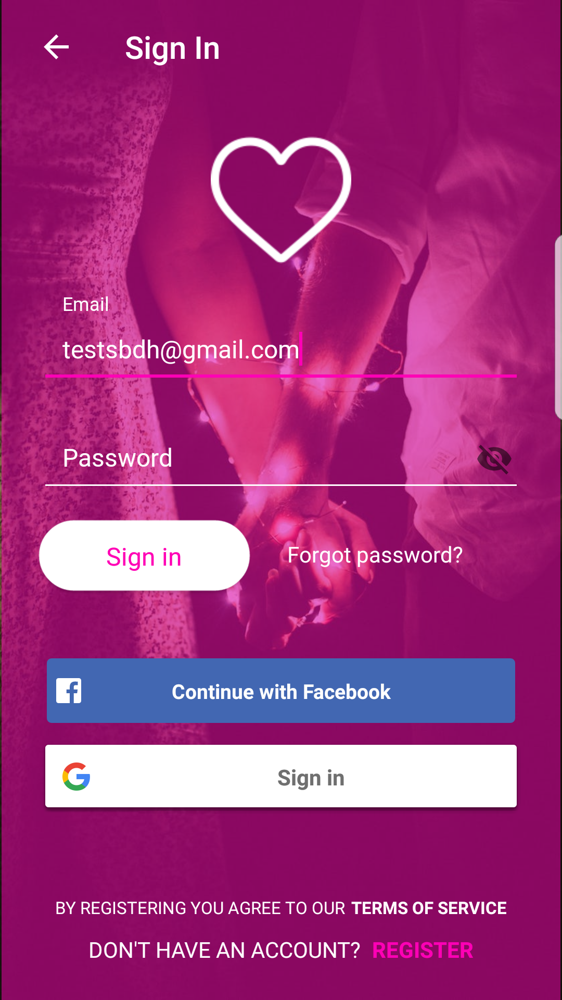 Sign In
Email
testsbdh@gmail.com
Password
Sign in
Forgot password?
Continue with Facebook
Sign in
BY REGISTERING YOU AGREE TO OUR TERMS OF SERVICE
DON'T HAVE AN ACCOUNT? REGISTER